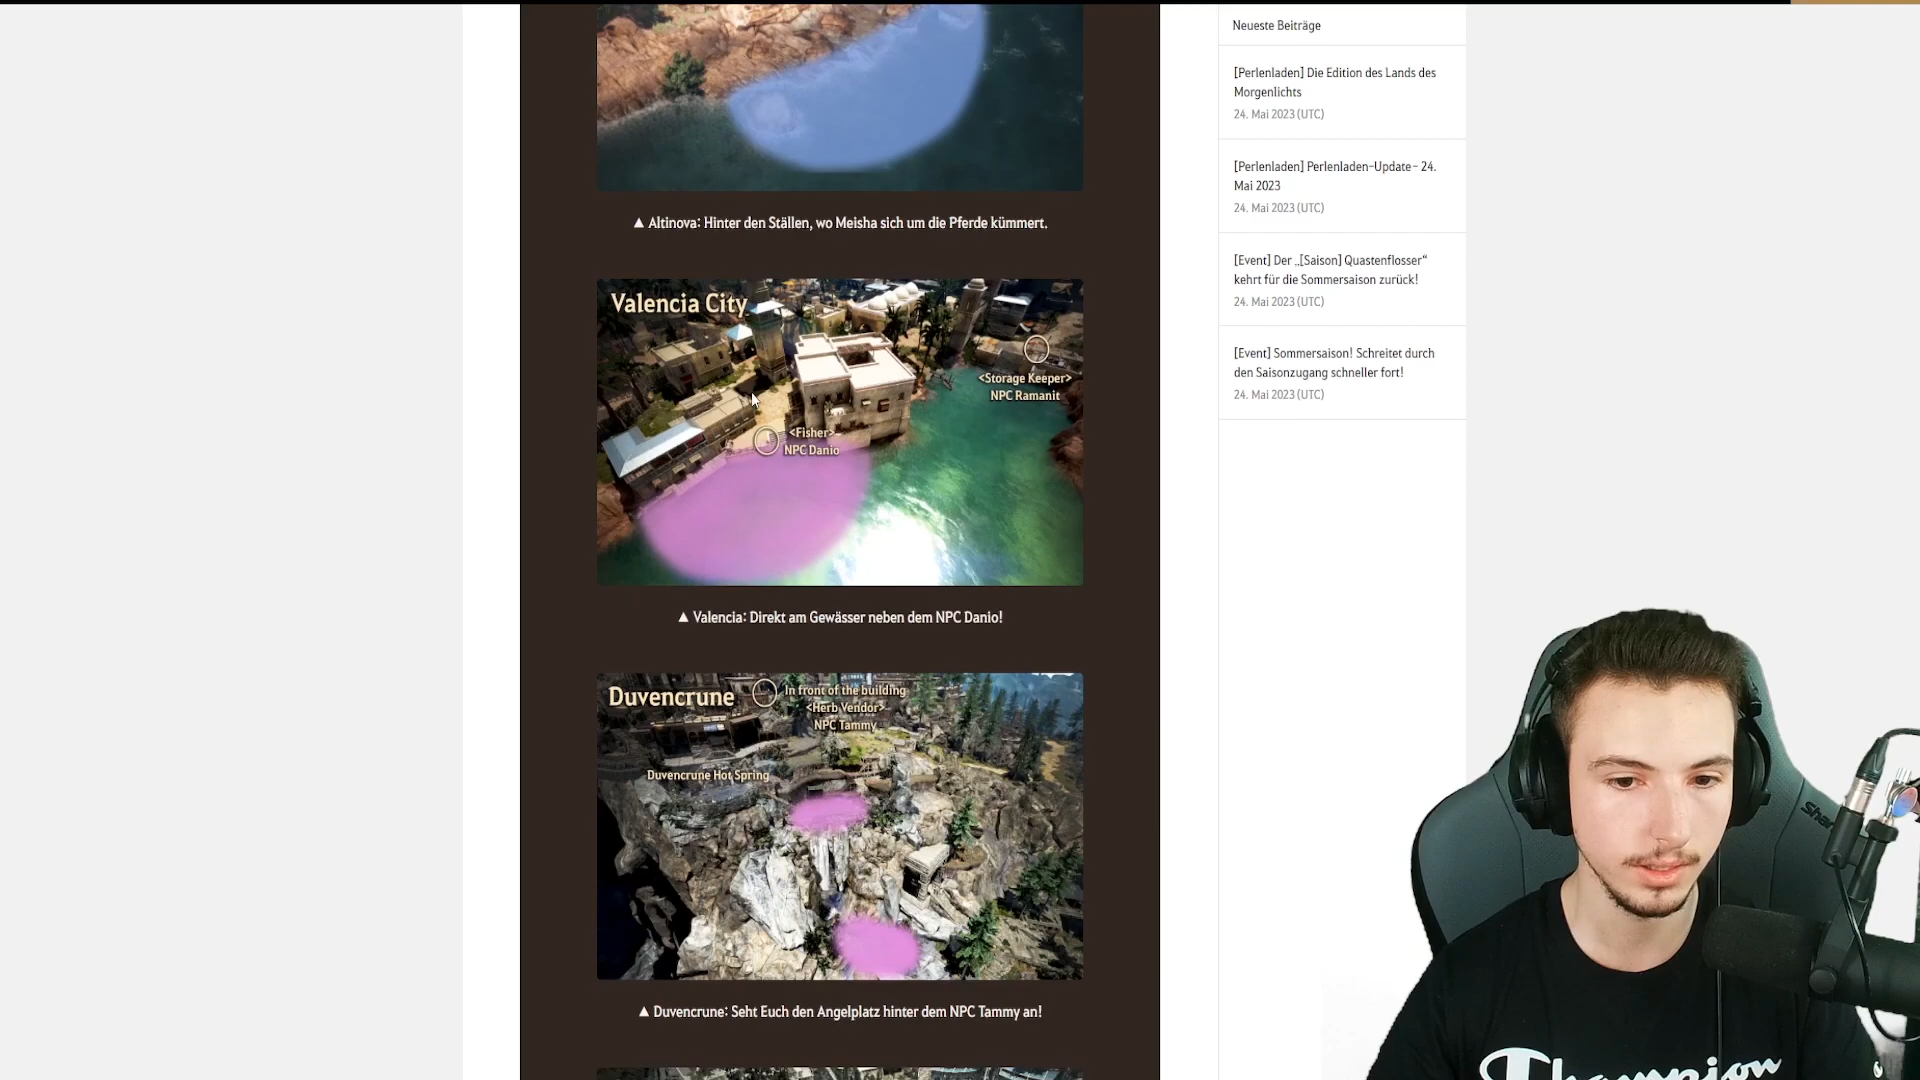 Neueste Beiträge
[Perlenladen] Die Edition des Lands des
Morgenlichts
24. Mai 2023 (UTC)
[Perlenladen] Perlenladen-Update- 24.
Mai 2023
24. Mai 2023 (UTC)
[Event] Der „[Saison] Quastenflosser“
kehrt für die Sommersaison zurück!
24. Mai 2023 (UTC)
[Event] Sommersaison! Schreitet durch
den Saisonzugang schneller fort!
24. Mai 2023 (UTC)
▲ Altinova: Hinter den Ställen, wo Meisha sich um die Pferde kümmert.
Valencia City
<Storage Keeper>
NPC Ramanit
<Fisher>
NPC Danio
▲ Valencia: Direkt am Gewässer neben dem NPC Danio!
Duvencrune
In front of the building
<Herb Vendor>
NPC Tammy
Duvencrune Hot Spring
▲ Duvencrune: Seht Euch den Angelplatz hinter dem NPC Tammy an!
Champion